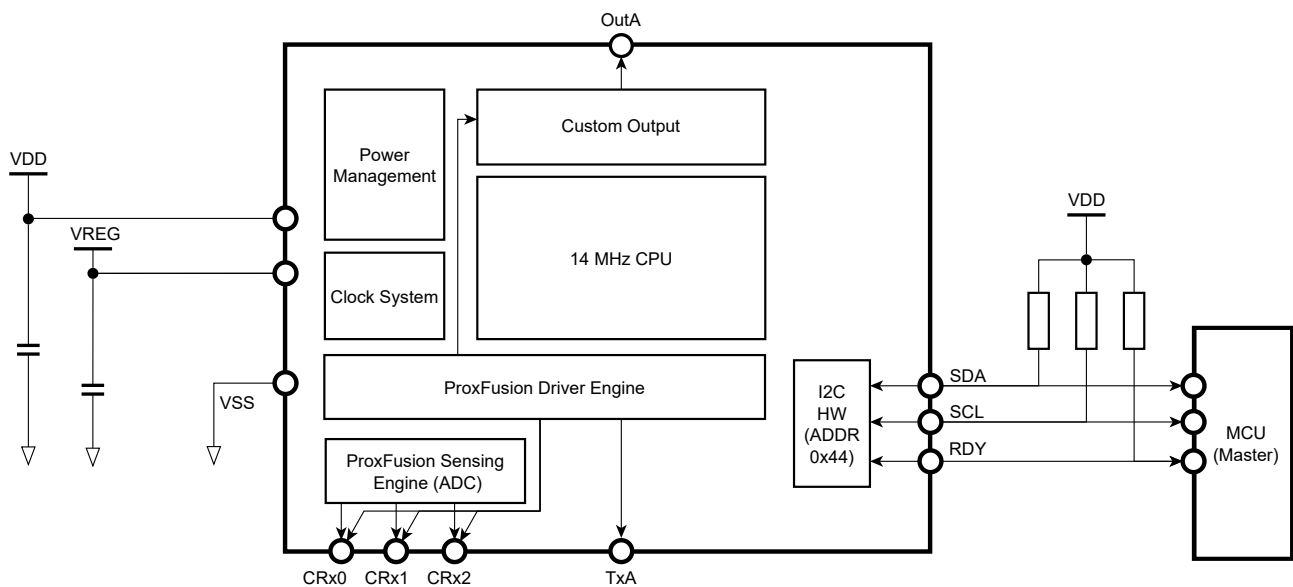 OutA
Power
Management
Custom Output
VDD
VREG
14 MHz CPU
Clock System
VDD
VSS
ProxFusion Driver Engine
I2C
HW
(ADDR
0x44)
SDA
SCL
RDY
MCU
(Master)
ProxFusion Sensing
Engine (ADC)
CRx0
CRx1
CRx2
TxA